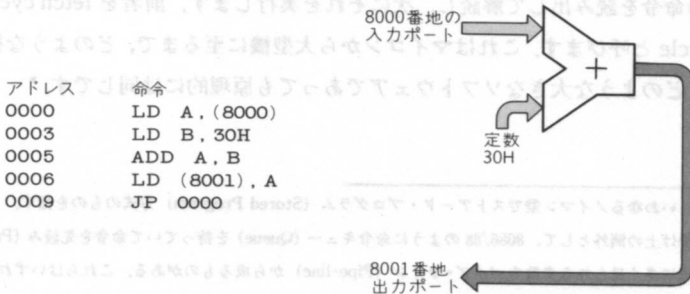 8000番地の
入力ポート
+
定数
30H
アドレス 命令
0000 LD A,(8000)
0003 LD B,30H
0005 ADD A,B
0006 LD (8001),A
0009 JP 0000
8001番地
出力ポート